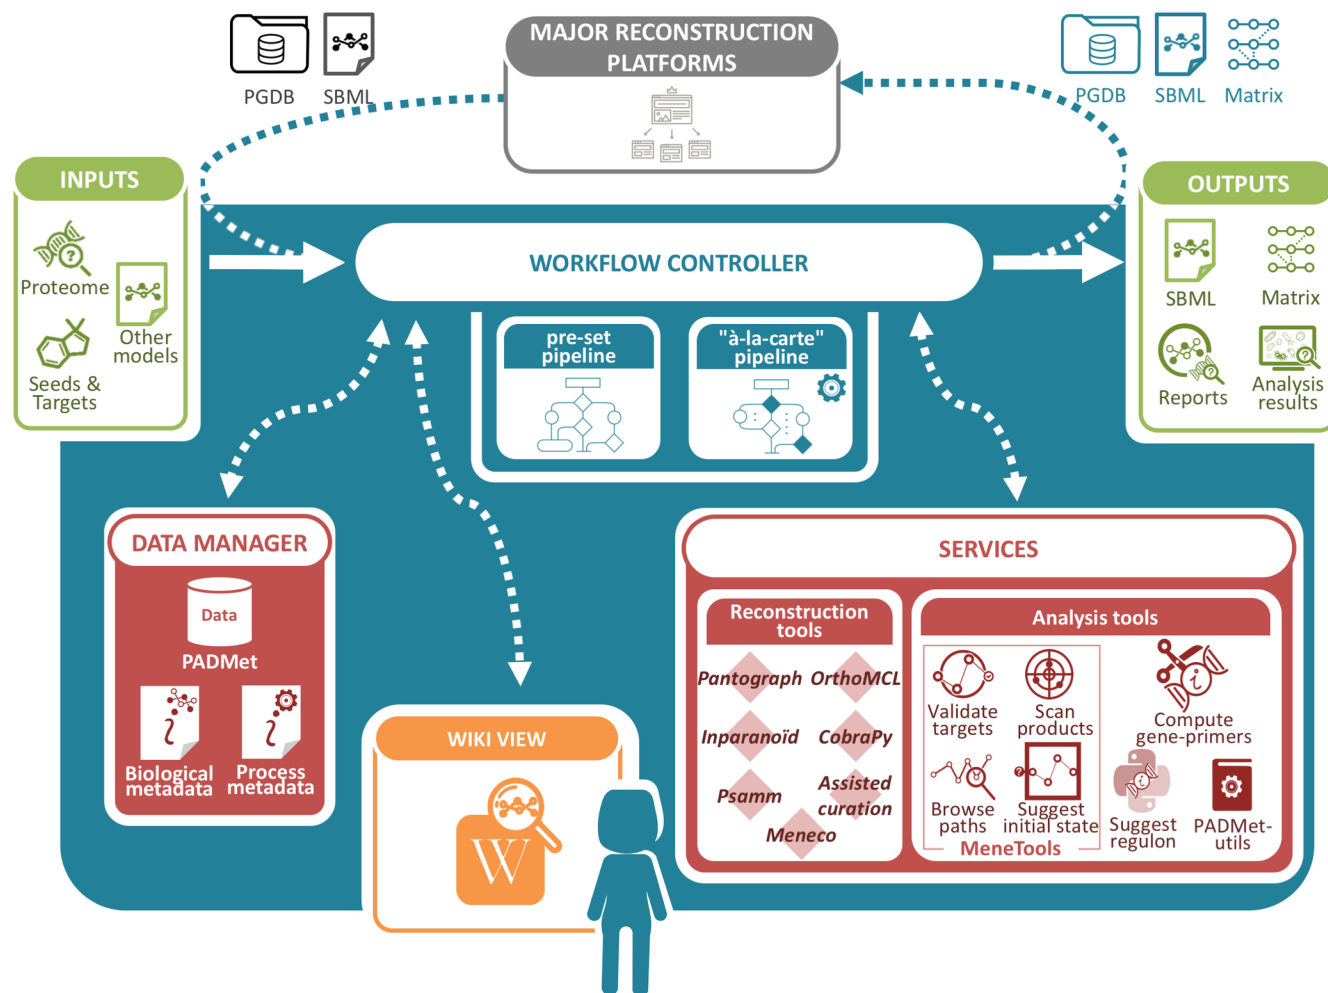 MAJOR RECONSTRUCTION
PLATFORMS
PGDB
SBML
PGDB
SBML
Matrix
INPUTS
Proteome
Other
models
Seeds &
Targets
WORKFLOW CONTROLLER
pre-set
pipeline
"à-la-carte"
pipeline
OUTPUTS
SBML
Matrix
Reports
Analysis
results
DATA MANAGER
Data
PADMet
Biological
metadata
Process
metadata
WIKI VIEW
W
SERVICES
Reconstruction
tools
Pantograph
OrthoMCL
Inparanoïd
CobraPy
Psamm
Assisted
curation
Meneco
Analysis tools
Validate
targets
Scan
products
Browse
paths
Suggest
initial state
MeneTools
Compute
gene-primers
Suggest
regulon
PADMet-
utils